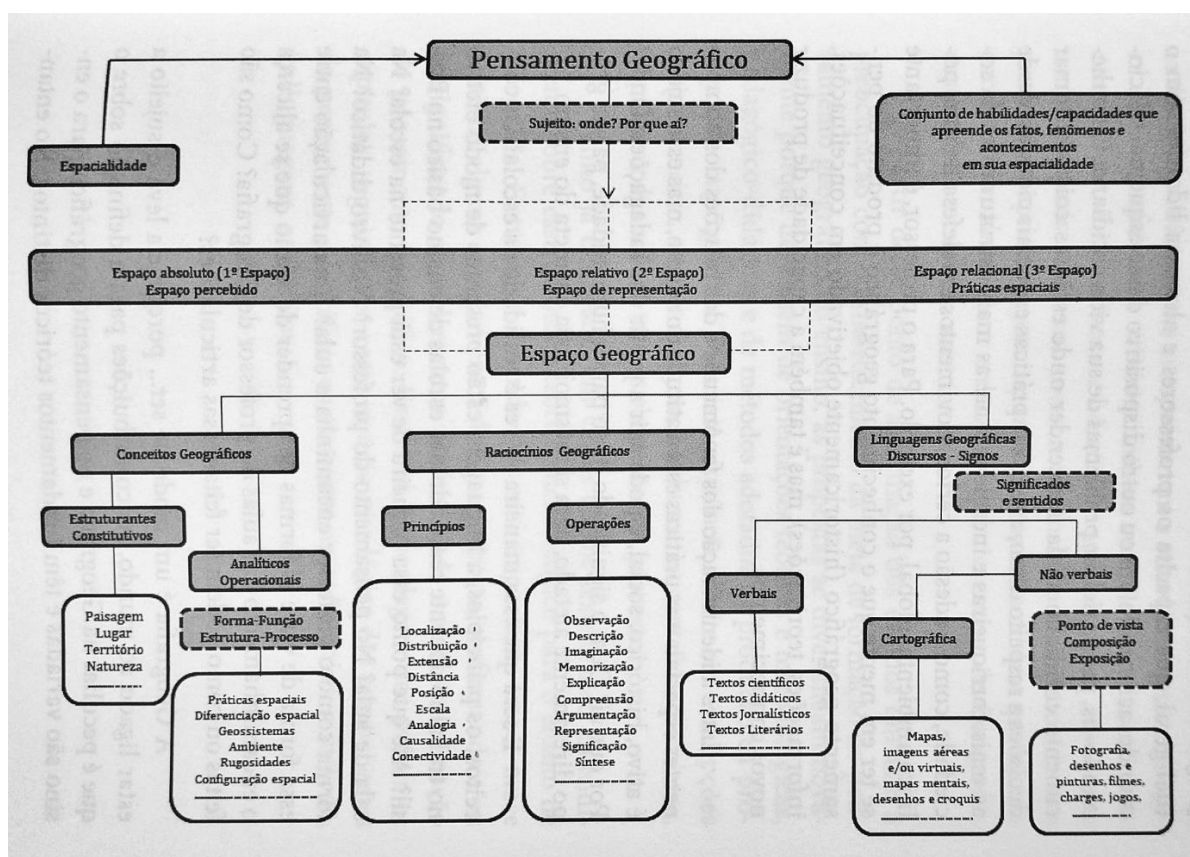 Pensamento Geográfico
Sujeito: onde? Por que aí?
Espacialidade
Conjunto de habilidades/capacidades que
apreende os fatos, fenômenos e
acontecimentos
em sua espacialidade
Espaço absoluto (1º Espaço)
Espaço percebido
Espaço relativo (2º Espaço)
Espaço de representação
Espaço relacional (3º Espaço)
Práticas espaciais
Espaço Geográfico
Conceitos Geográficos
Estruturantes
Constitutivos
Paisagem
Lugar
Território
Natureza
Analíticos
Operacionais
Forma-Função
Estrutura-Processo
Práticas espaciais
Diferenciação espacial
Geossistemas
Ambiente
Rugosidades
Configuração espacial
Raciocínios Geográficos
Princípios
Localização
Distribuição
Extensão
Distância
Posição
Escala
Analogia
Causalidade
Conectividade
Operações
Observação
Descrição
Imaginação
Memorização
Explicação
Compreensão
Argumentação
Representação
Significação
Síntese
Linguagens Geográficas
Discursos - Signos
Significados
e sentidos
Verbais
Textos científicos
Textos didáticos
Textos Jornalísticos
Textos Literários
Não verbais
Cartográfica
Mapas,
imagens aéreas
e/ou virtuais,
mapas mentais,
desenhos e croquis
Ponto de vista
Composição
Exposição
Fotografia,
desenhos e
pinturas, filmes,
charges, jogos,